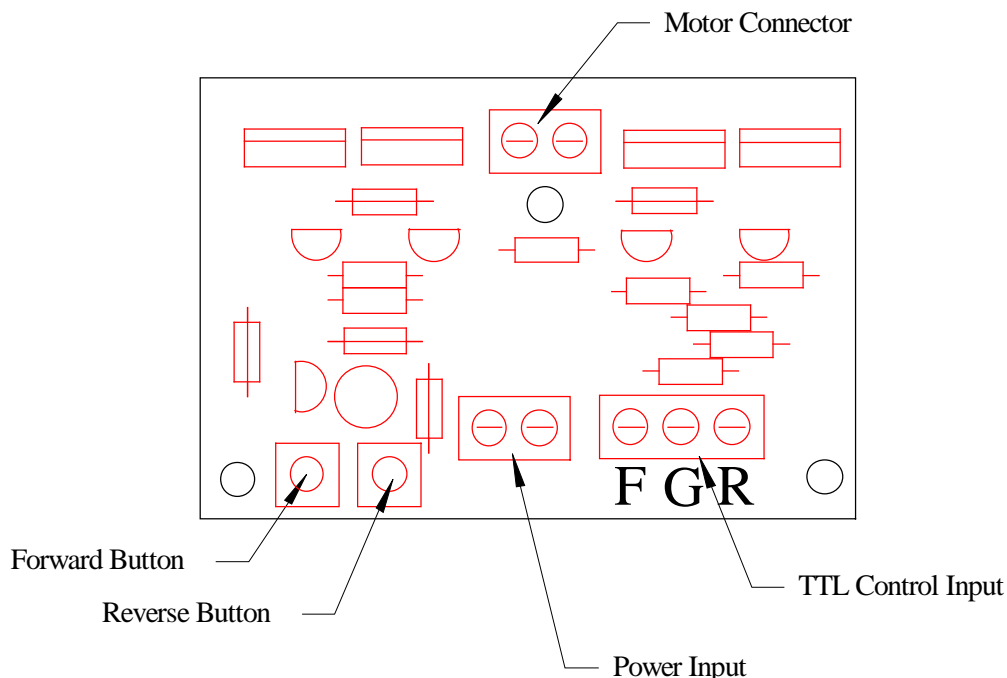 Motor Connector
F G R
Forward Button
TTL Control Input
Reverse Button
Power Input